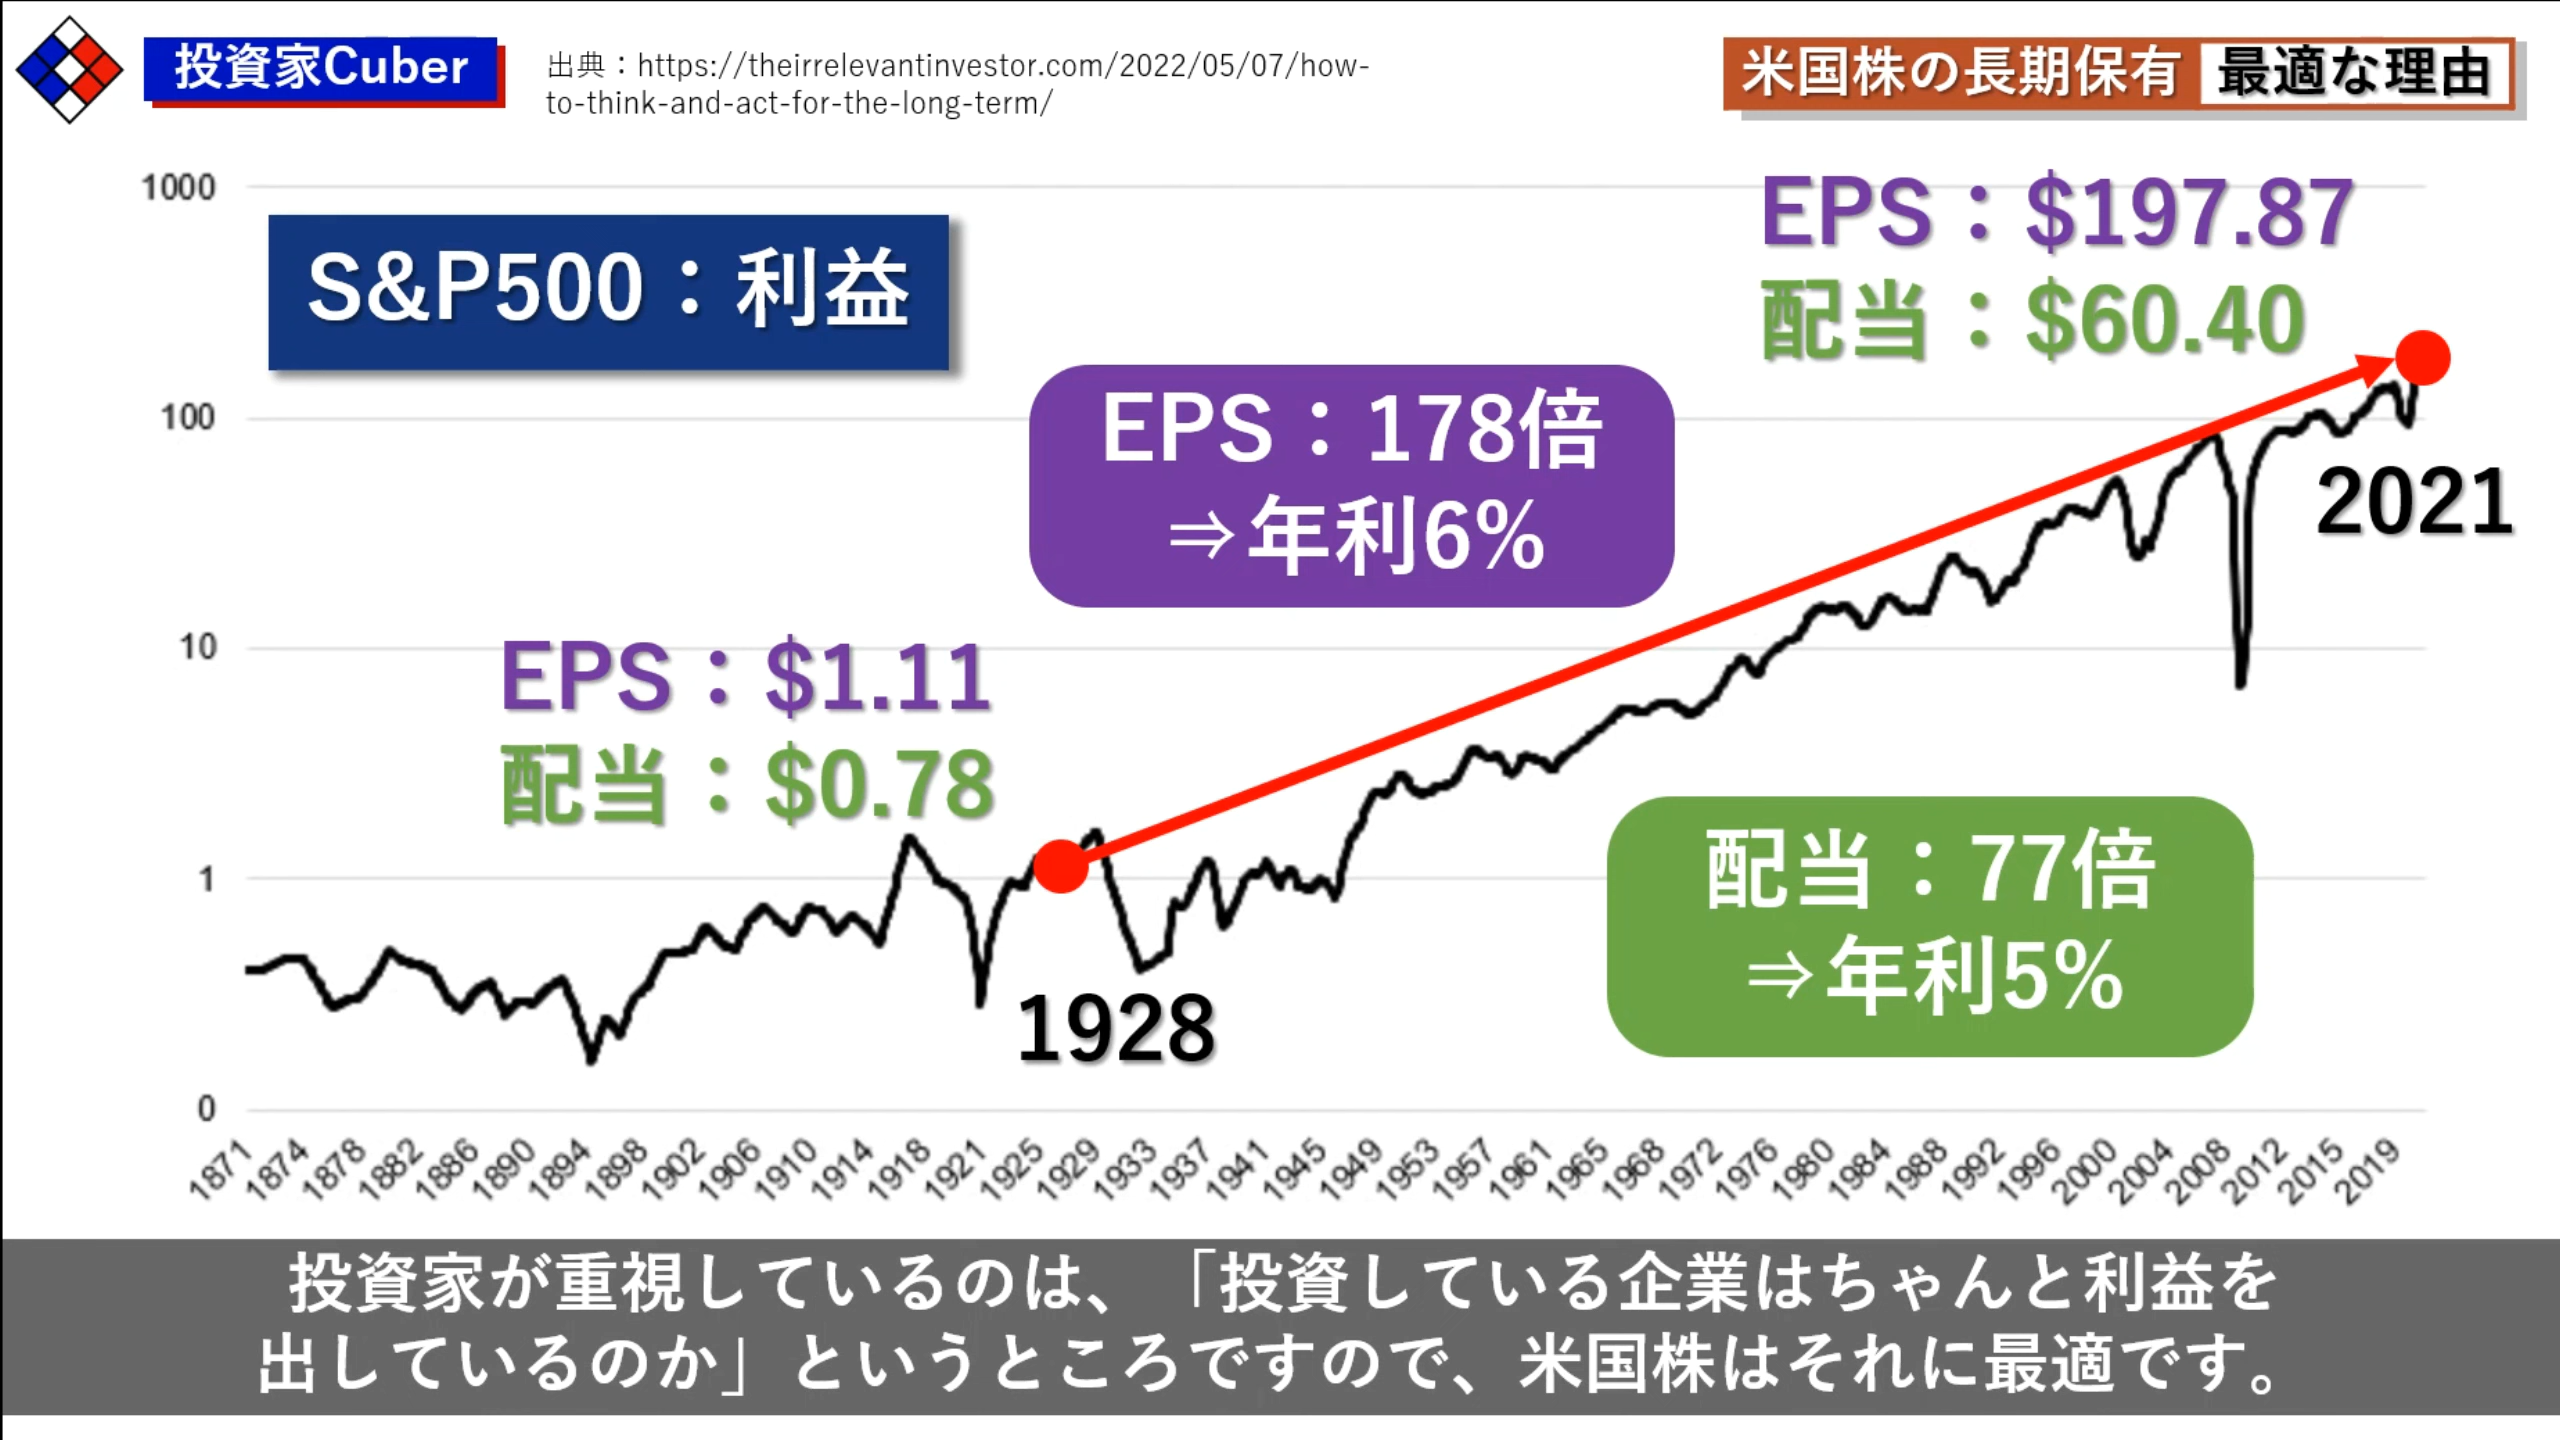 投資家Cuber
出典：https://theirrelevantinvestor.com/2022/05/07/how-
to-think-and-act-for-the-long-term/
米国株の長期保有 最適な理由
1000
100
10
1
0
S&P500：利益
EPS：$197.87
配当：$60.40
EPS：178倍
⇒年利6%
2021
EPS：$1.11
配当：$0.78
配当：77倍
⇒年利5%
1928
1871 1874 1878 1882 1886 1890 1894 1898 1902 1906 1910 1914 1918 1921 1925 1929 1933 1937 1941 1945 1949 1953 1957 1961 1965 1968 1972 1976 1980 1984 1988 1992 1996 2000 2004 2008 2012 2015 2019
投資家が重視しているのは、「投資している企業はちゃんと利益を
出しているのか」というところですので、米国株はそれに最適です。